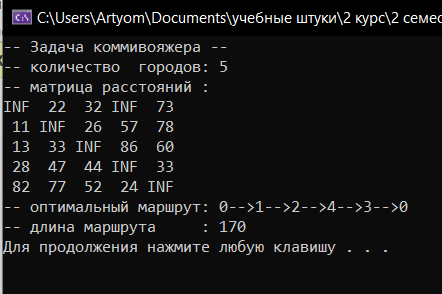 C:\Users\Artyom\Documents\учебные штуки\2 курс\2 семес
-- Задача коммивояжера --
-- количество  городов: 5
-- матрица расстояний :
INF  22  32 INF  73
 11 INF  26  57  78
 13  33 INF  86  60
 28  47  44 INF  33
 82  77  52  24 INF
-- оптимальный маршрут: 0-->1-->2-->4-->3-->0
-- длина маршрута     : 170
Для продолжения нажмите любую клавишу . . .